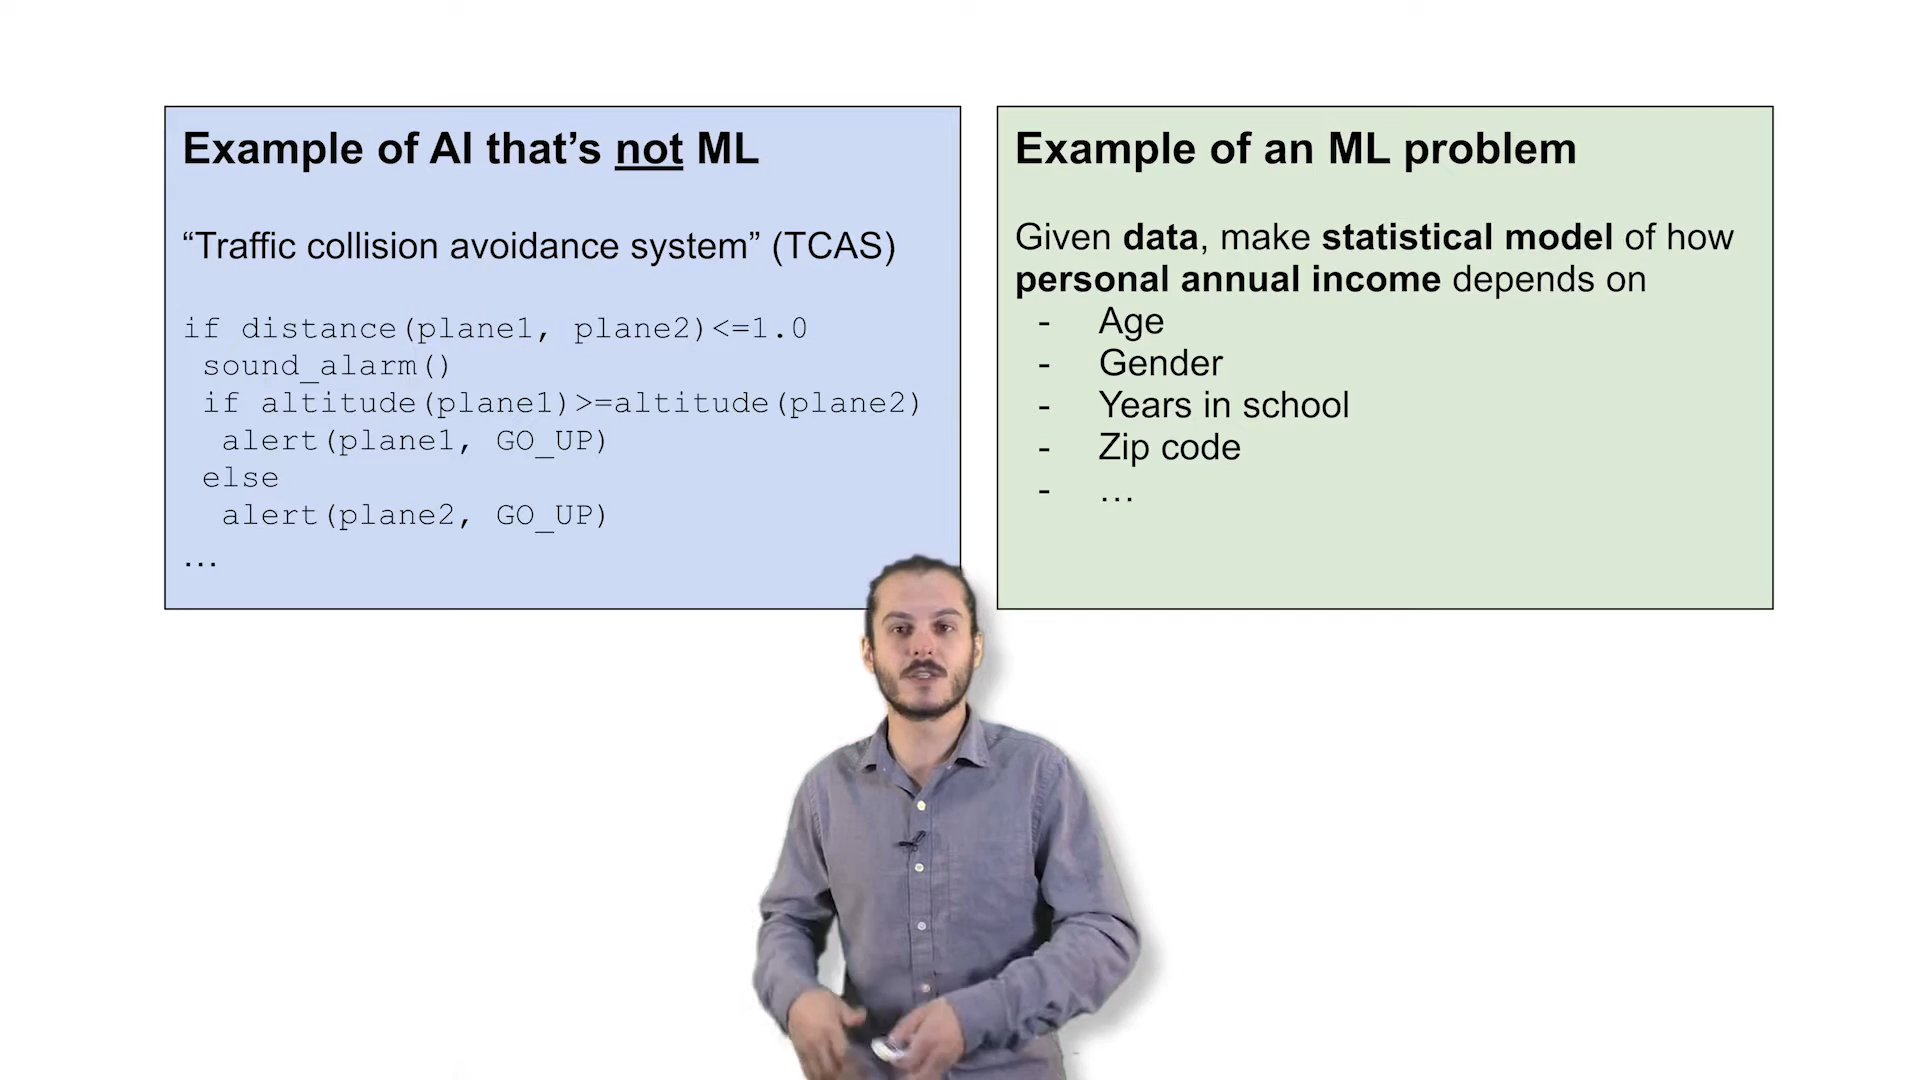 Example of AI that’s not ML
“Traffic collision avoidance system” (TCAS)
if distance(plane1, plane2)<=1.0
sound_alarm()
if altitude(plane1)>=altitude(plane2)
alert(plane1, GO_UP)
else
alert(plane2, GO_UP)
…
Example of an ML problem
Given data, make statistical model of how
personal annual income depends on
- Age
- Gender
- Years in school
- Zip code
- …